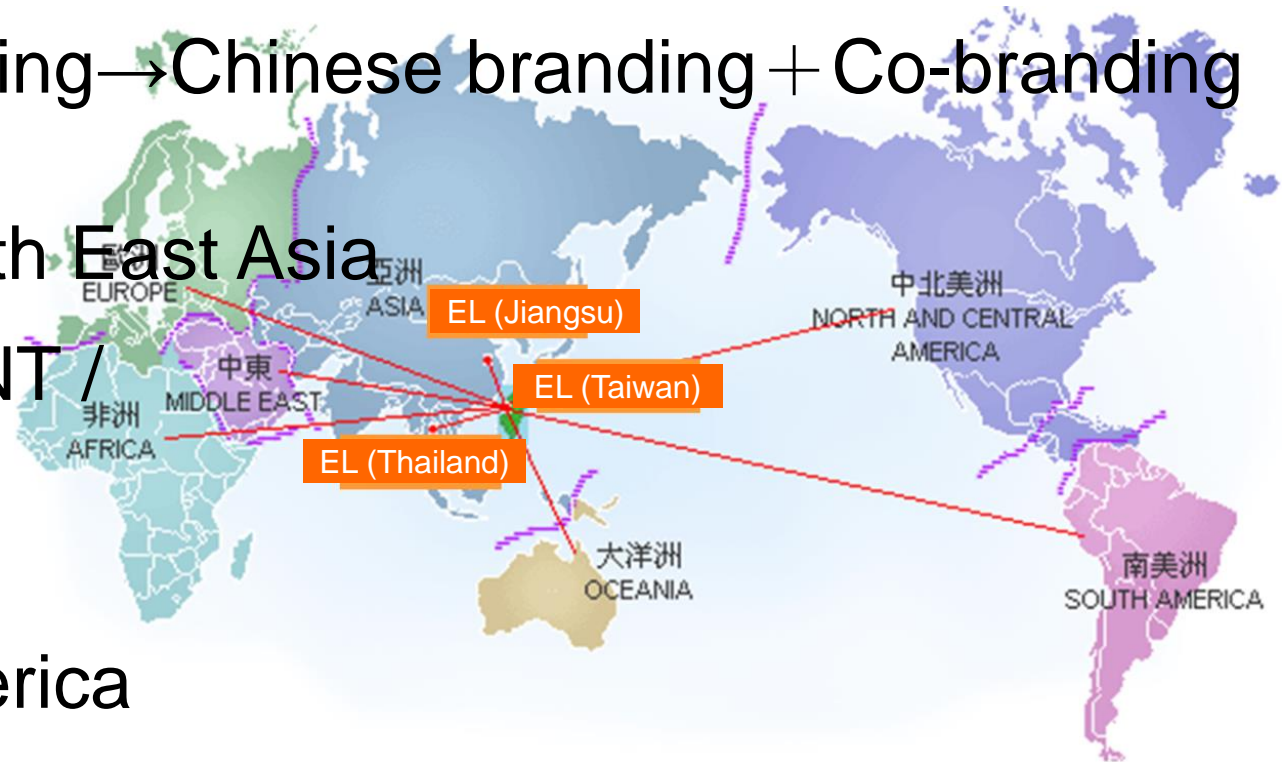 ing→Chinese branding＋Co-branding
th East Asia
歐洲
EUROPE
亞洲
ASIA
EL (Jiangsu)
中北美洲
NORTH AND CENTRAL
AMERICA
NT /
中東
MIDDLE EAST
EL (Taiwan)
非洲
AFRICA
EL (Thailand)
大洋洲
OCEANIA
南美洲
SOUTH AMERICA
erica